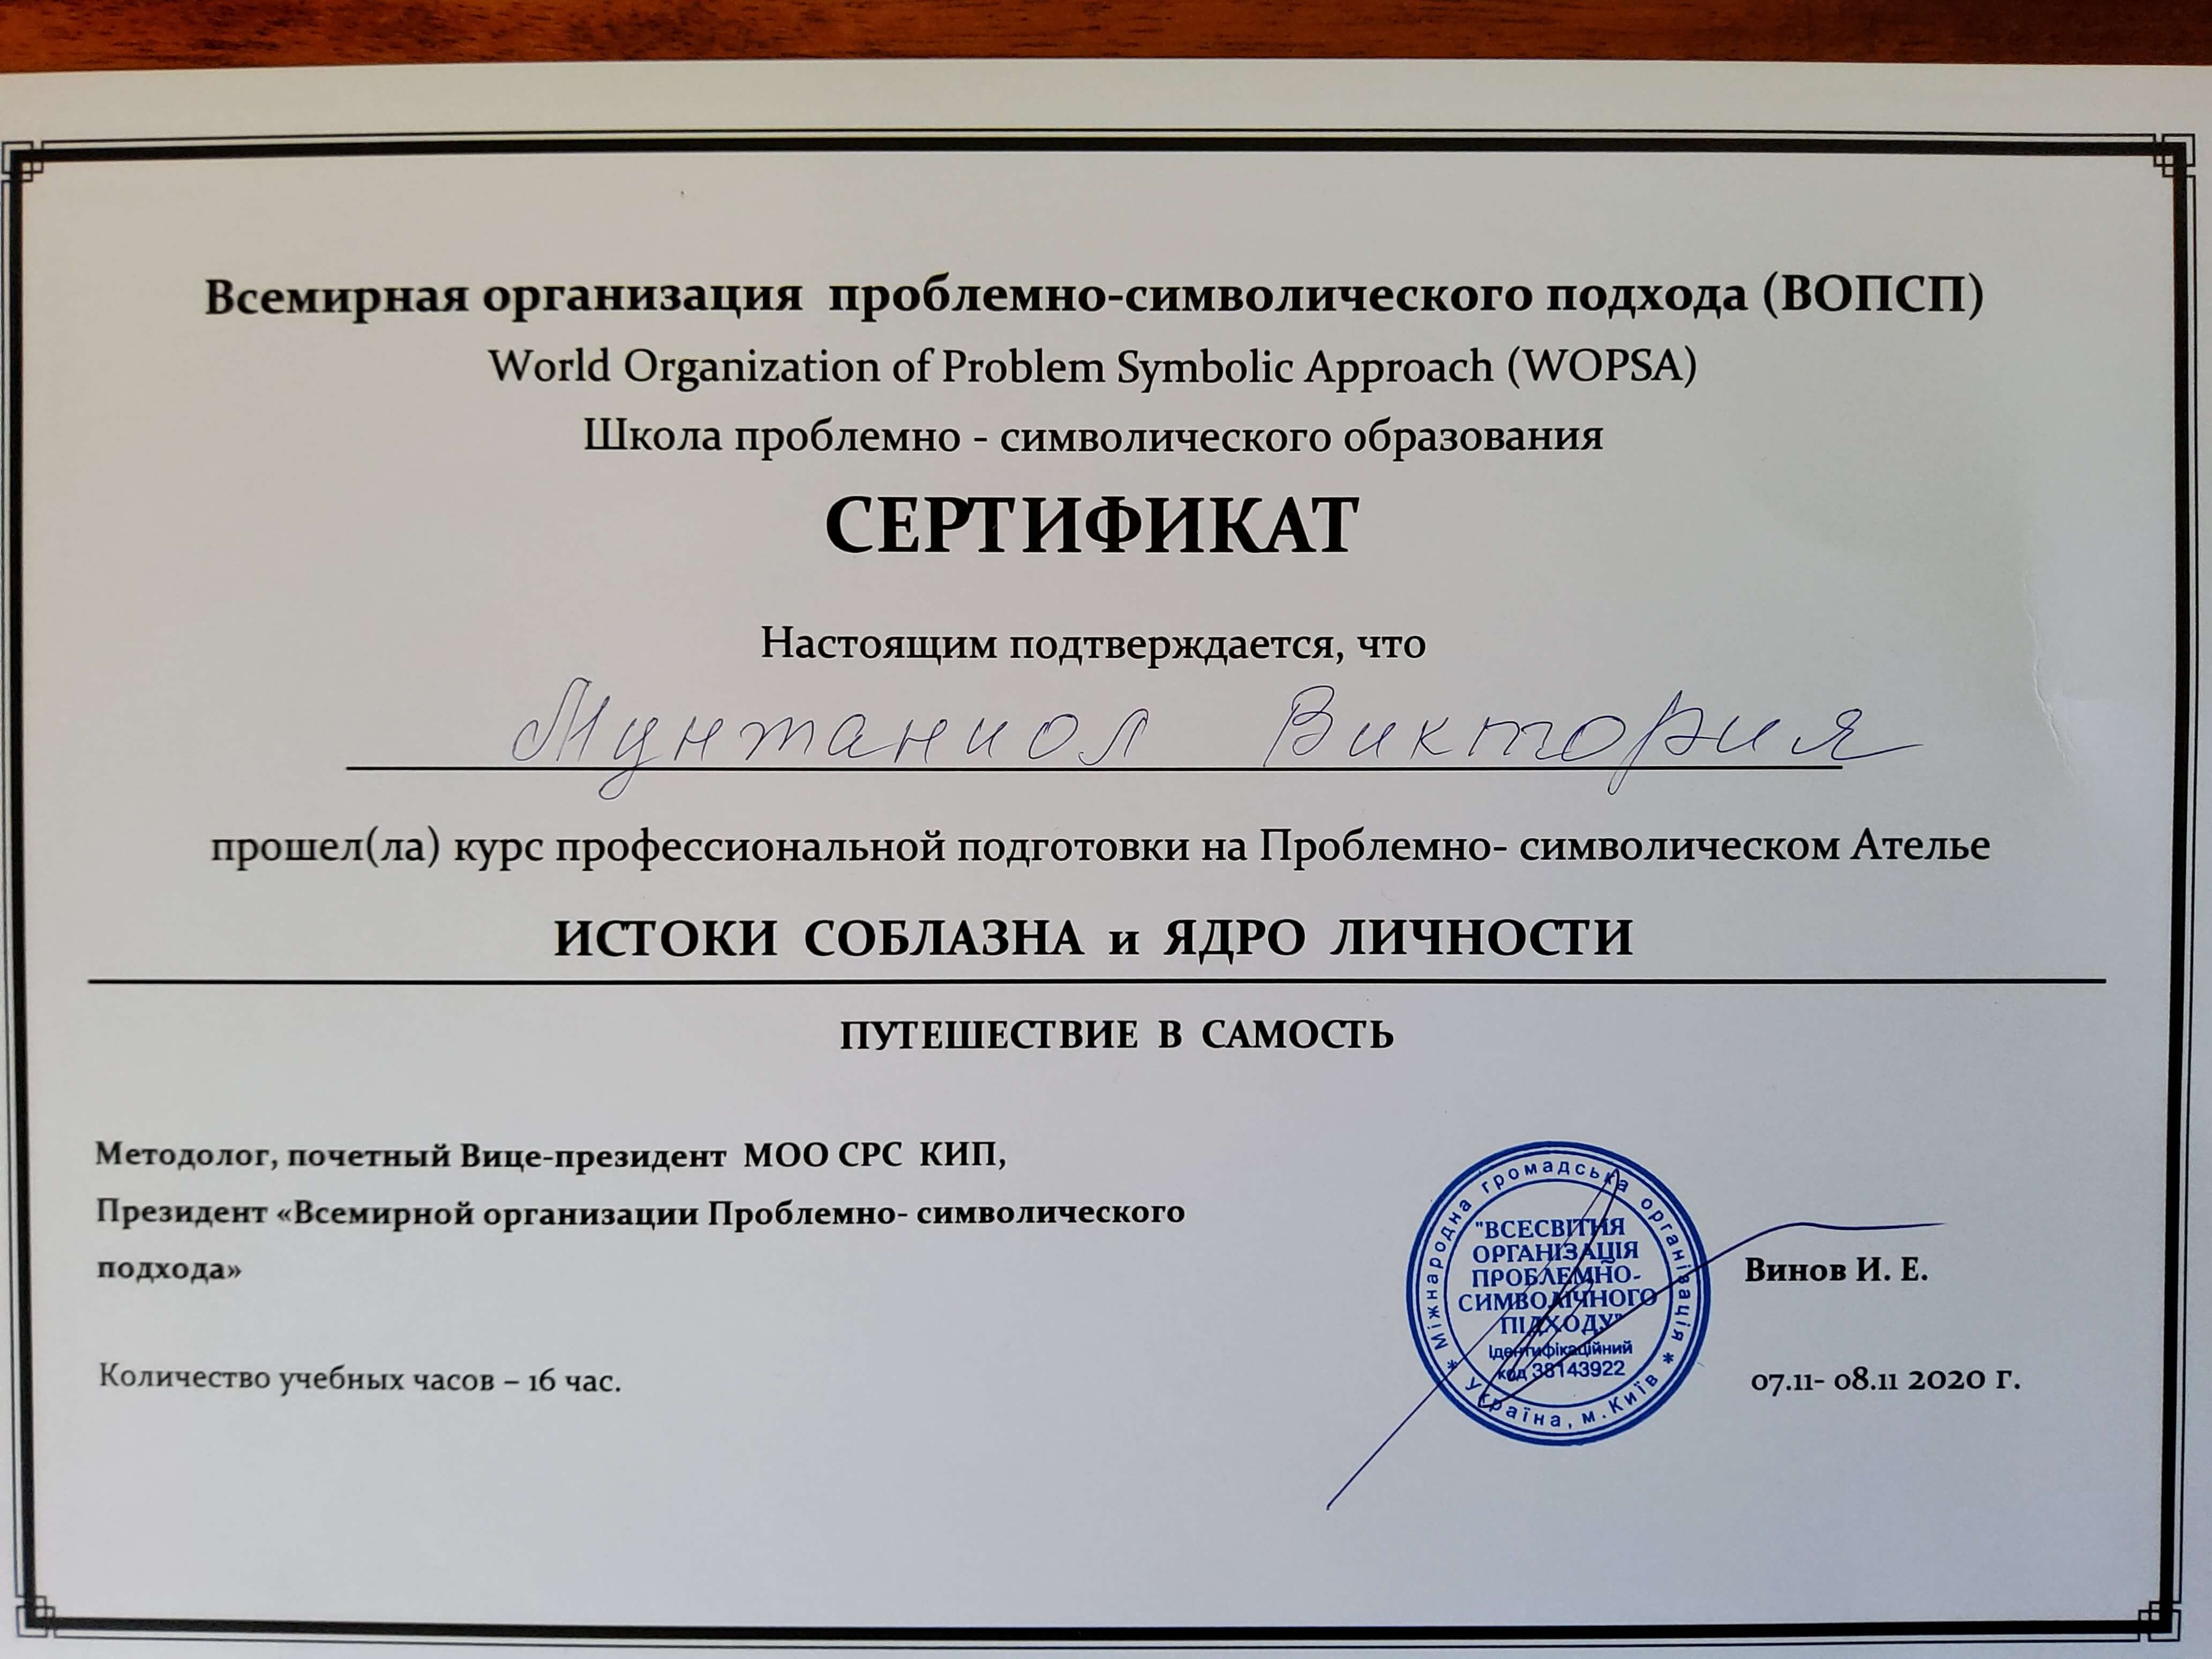 Всемирная организация проблемно-символического подхода (ВОПСП)
World Organization of Problem Symbolic Approach (WOPSA)
Школа проблемно - символического образования
СЕРТИФИКАТ
Настоящим подтверждается, что
Мунтаниол Виктория
прошел(ла) курс профессиональной подготовки на Проблемно- символическом Ателье
ИСТОКИ СОБЛАЗНА и ЯДРО ЛИЧНОСТИ
ПУТЕШЕСТВИЕ В САМОСТЬ
Методолог, почетный Вице-президент МОО СРС КИП,
Президент «Всемирной организации Проблемно- символического
подхода»
Количество учебных часов – 16 час.
* Міжнародна громадська організація *
"ВСЕСВІТНЯ
ОРГАНІЗАЦІЯ
ПРОБЛЕМНО-
СИМВОЛІЧНОГО
ПІДХОДУ"
Ідентифікаційний
код 38143922
Україна, м.Київ
Винов И. Е.
07.11- 08.11 2020 г.